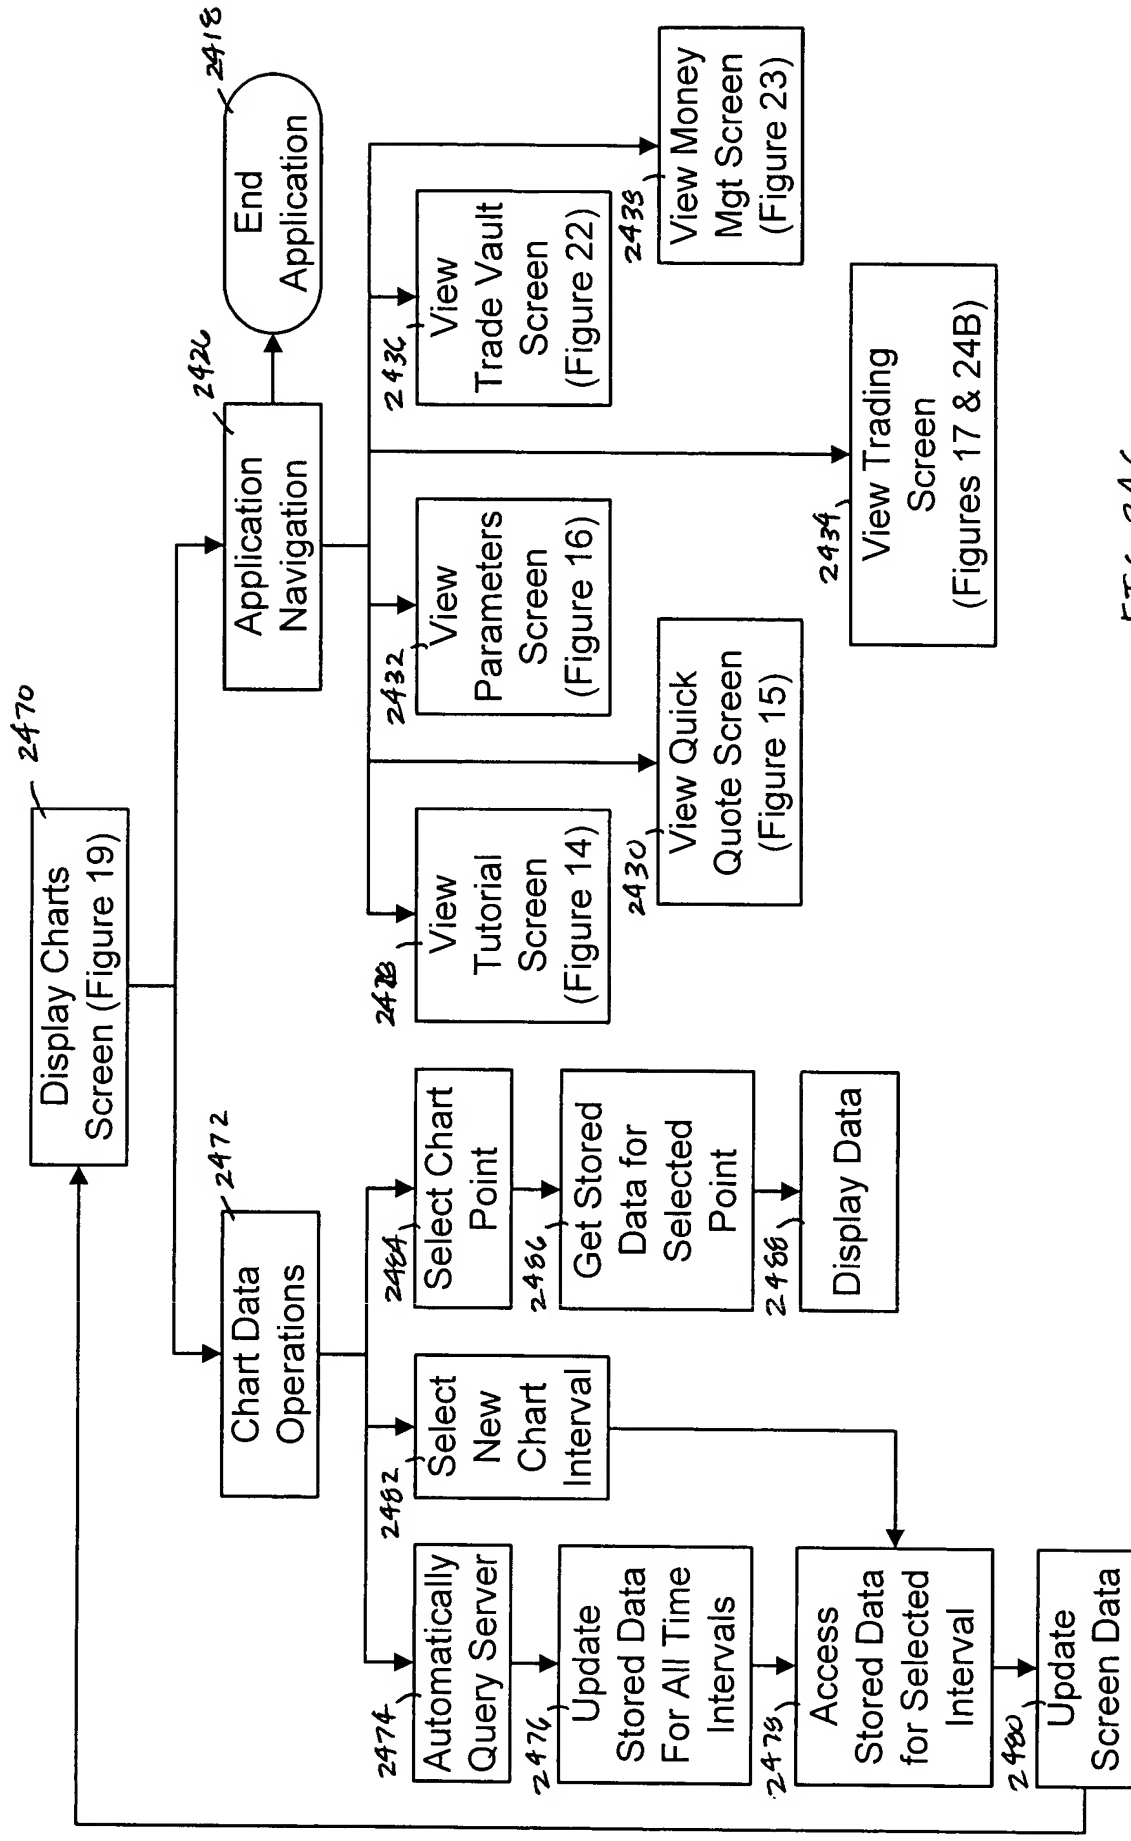 Display Charts
Screen (Figure 19)
2470
Chart Data
Operations
2472
Application
Navigation
2426
End
Application
2418
2474
Automatically
Query Server
2482
Select
New
Chart
Interval
2484
Select Chart
Point
2476
Update
Stored Data
For All Time
Intervals
2486
Get Stored
Data for
Selected
Point
2478
Access
Stored Data
for Selected
Interval
2488
Display Data
2480
Update
Screen Data
2428
View
Tutorial
Screen
(Figure 14)
2432
View
Parameters
Screen
(Figure 16)
2436
View
Trade Vault
Screen
(Figure 22)
2430
View Quick
Quote Screen
(Figure 15)
2438
View Money
Mgt Screen
(Figure 23)
2434
View Trading
Screen
(Figures 17 & 24B)